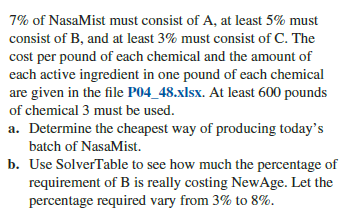 7% of NasaMist must consist of A, at least 5% must
consist of B, and at least 3% must consist of C. The
cost per pound of each chemical and the amount of
each active ingredient in one pound of each chemical
are given in the file P04_48.xlsx. At least 600 pounds
of chemical 3 must be used.
a. Determine the cheapest way of producing today's
batch of NasaMist.
b. Use SolverTable to see how much the percentage of
requirement of B is really costing NewAge. Let the
percentage required vary from 3% to 8%.